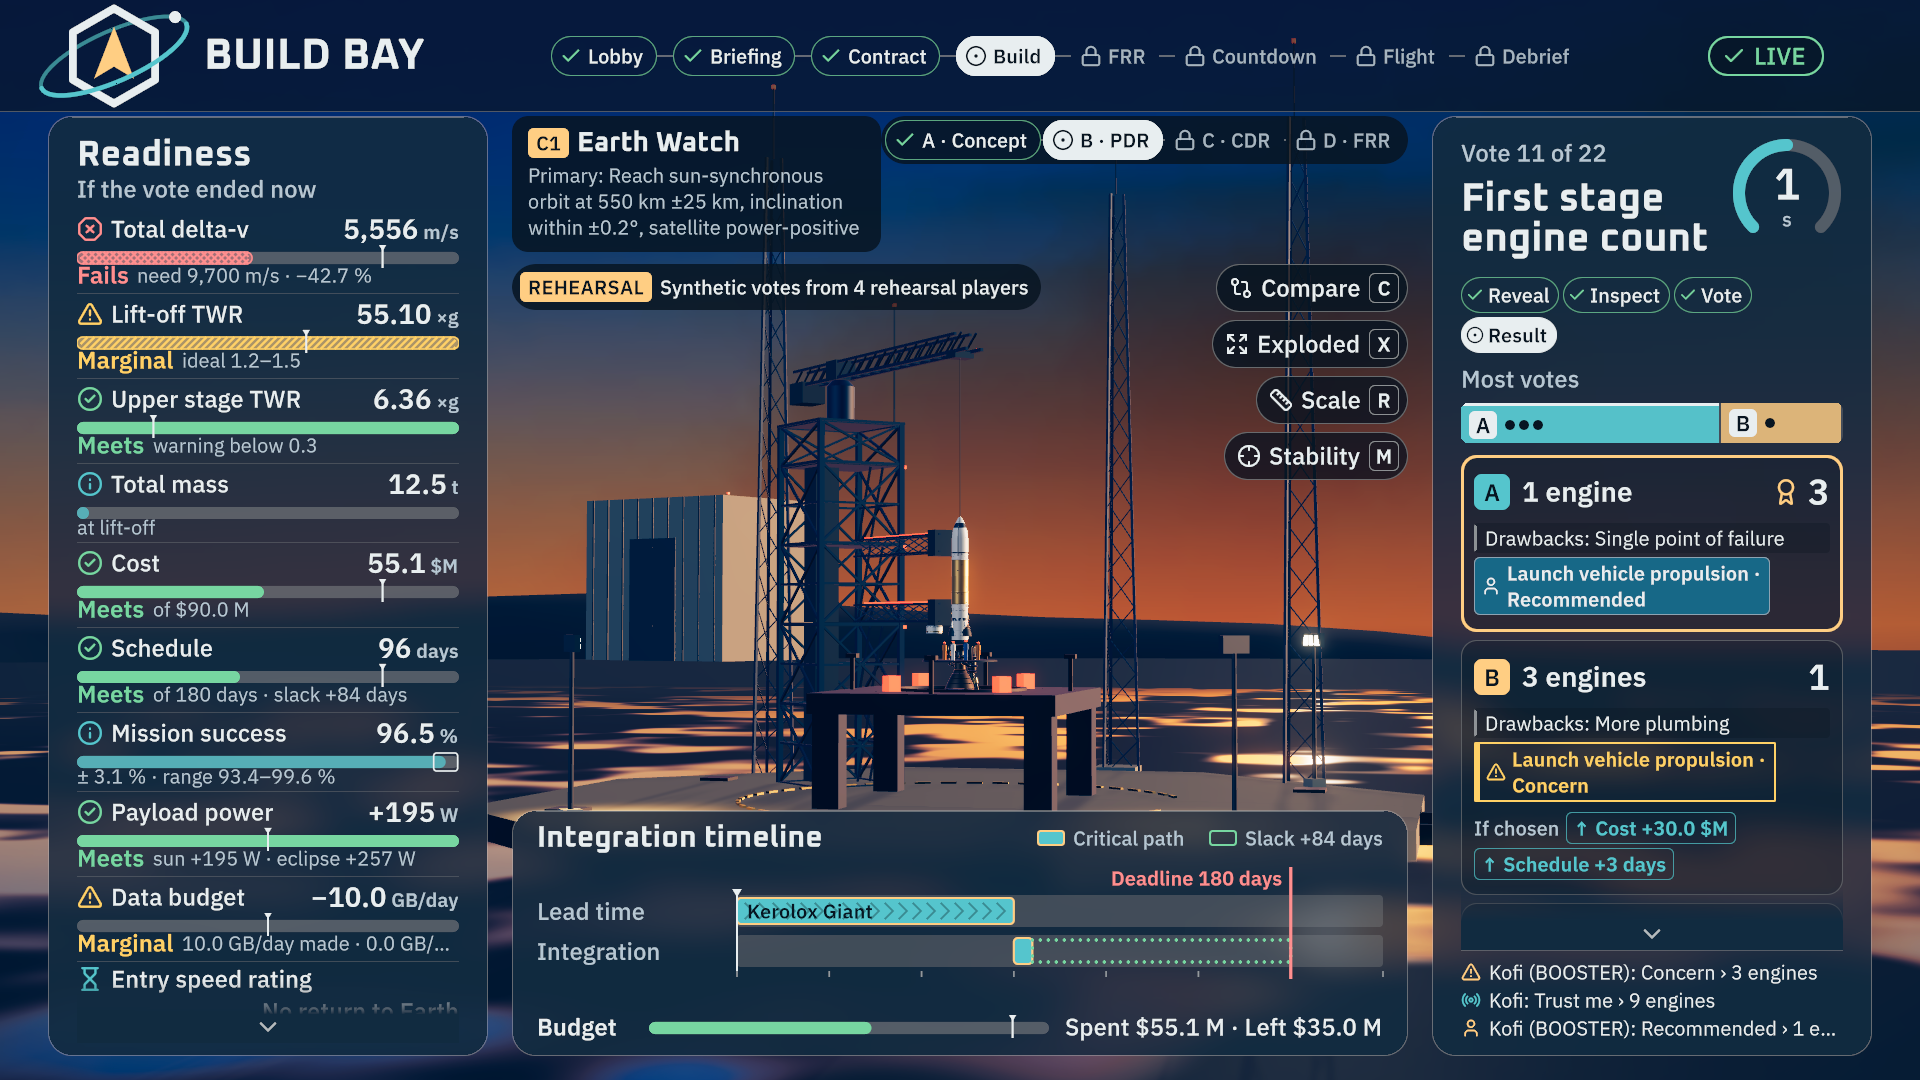 BUILD BAY
Lobby
Briefing
Contract
Build
FRR
Countdown
Flight
Debrief
LIVE
Readiness
If the vote ended now
Total delta-v 5,556 m/s
Fails need 9,700 m/s · −42.7 %
Lift-off TWR 55.10 ×g
Marginal ideal 1.2–1.5
Upper stage TWR 6.36 ×g
Meets warning below 0.3
Total mass 12.5 t
at lift-off
Cost 55.1 $M
Meets of $90.0 M
Schedule 96 days
Meets of 180 days · slack +84 days
Mission success 96.5 %
± 3.1 % · range 93.4–99.6 %
Payload power +195 W
Meets sun +195 W · eclipse +257 W
Data budget −10.0 GB/day
Marginal 10.0 GB/day made · 0.0 GB/...
Entry speed rating
No return to Earth
C1 Earth Watch
Primary: Reach sun-synchronous
orbit at 550 km ±25 km, inclination
within ±0.2°, satellite power-positive
A · Concept
B · PDR
C · CDR
D · FRR
REHEARSAL Synthetic votes from 4 rehearsal players
Compare C
Exploded X
Scale R
Stability M
Integration timeline
Critical path
Slack +84 days
Deadline 180 days
Lead time
Kerolox Giant
Integration
Budget
Spent $55.1 M · Left $35.0 M
Vote 11 of 22
First stage
engine count
1
s
Reveal
Inspect
Vote
Result
Most votes
A
B
A 1 engine 3
Drawbacks: Single point of failure
Launch vehicle propulsion ·
Recommended
B 3 engines 1
Drawbacks: More plumbing
Launch vehicle propulsion ·
Concern
If chosen ↑ Cost +30.0 $M
↑ Schedule +3 days
Kofi (BOOSTER): Concern › 3 engines
Kofi: Trust me › 9 engines
Kofi (BOOSTER): Recommended › 1 e...